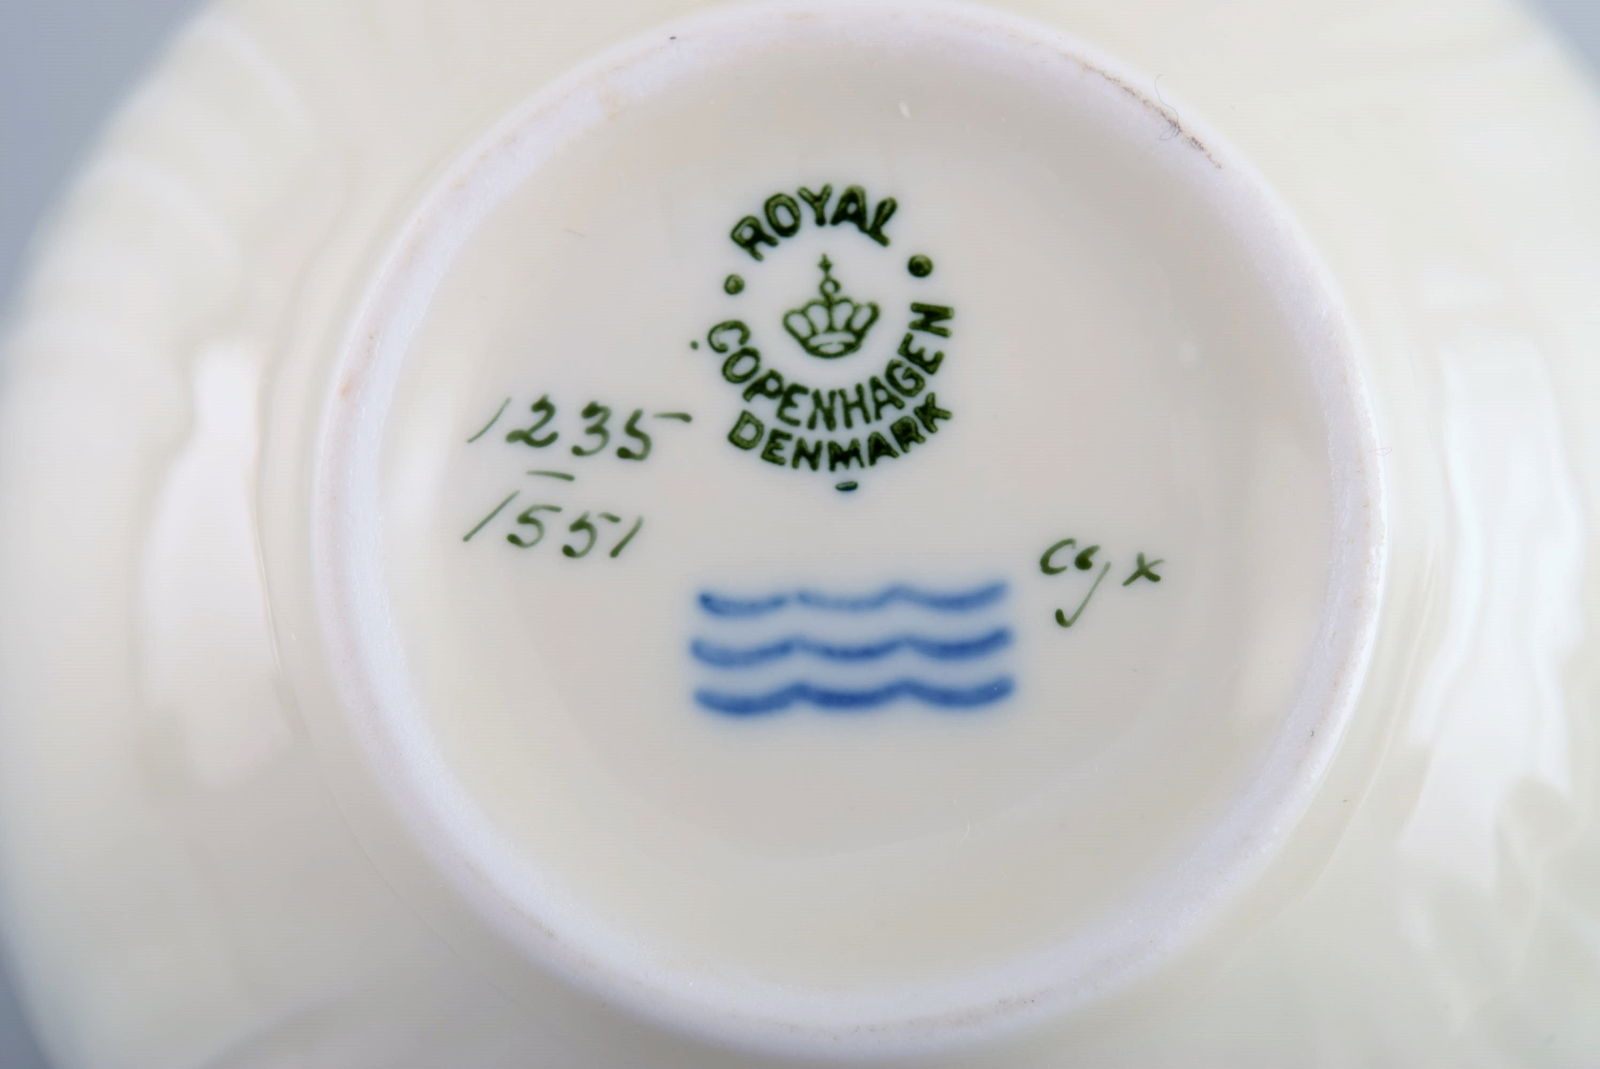 ROYAL
COPENHAGEN
DENMARK
1235
1551